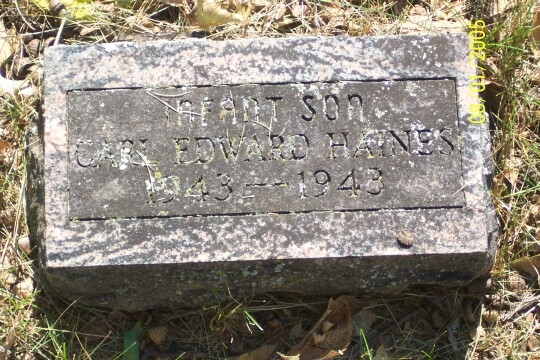 INFANT SON
CARL EDWARD HAINES
1943 — 1943